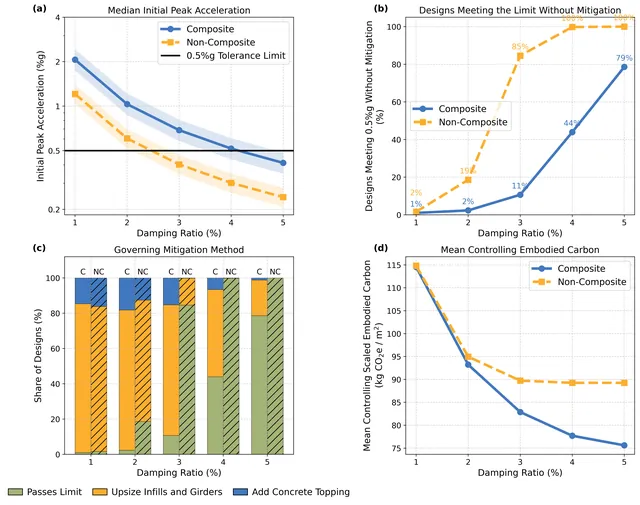 (a)
Median Initial Peak Acceleration
Initial Peak Acceleration (%g)
4
2
1
0.5
0.2
Composite
Non-Composite
0.5%g Tolerance Limit
1 2 3 4 5
Damping Ratio (%)
(b)
Designs Meeting the Limit Without Mitigation
Designs Meeting 0.5%g Without Mitigation
(%)
100
80
60
40
20
0
Composite
Non-Composite
2%
19%
85%
100%
100%
1%
2%
11%
44%
79%
1 2 3 4 5
Damping Ratio (%)
(c)
Governing Mitigation Method
Share of Designs (%)
100
80
60
40
20
0
C NC C NC C NC C NC C NC
1 2 3 4 5
Damping Ratio (%)
(d)
Mean Controlling Embodied Carbon
Mean Controlling Scaled Embodied Carbon
(kg CO₂e / m²)
115
110
105
100
95
90
85
80
75
Composite
Non-Composite
1 2 3 4 5
Damping Ratio (%)
Passes Limit Upsize Infills and Girders Add Concrete Topping